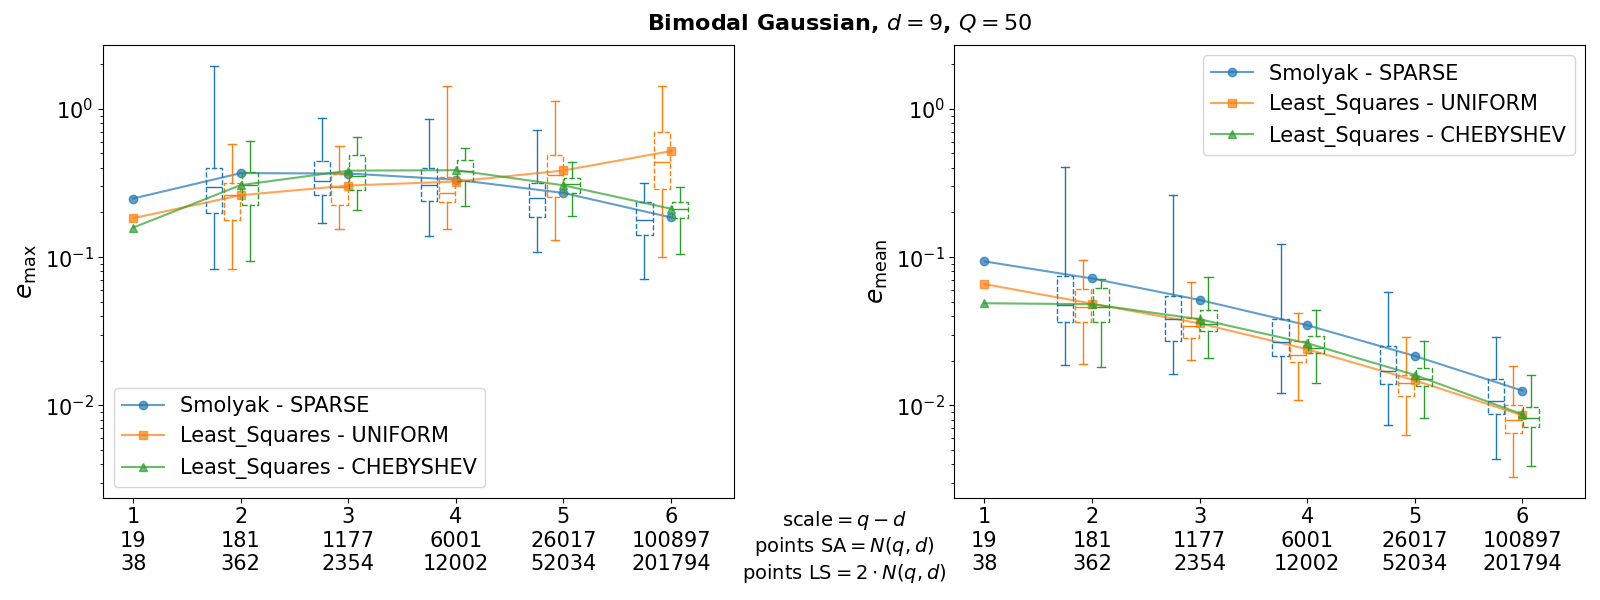 Bimodal Gaussian, d = 9, Q = 50
10⁰
10⁻¹
10⁻²
e_max
Smolyak - SPARSE
Least_Squares - UNIFORM
Least_Squares - CHEBYSHEV
1 2 3 4 5 6
19 181 1177 6001 26017 100897
38 362 2354 12002 52034 201794
scale = q − d
points SA = N(q, d)
points LS = 2 · N(q, d)
10⁰
10⁻¹
10⁻²
e_mean
Smolyak - SPARSE
Least_Squares - UNIFORM
Least_Squares - CHEBYSHEV
1 2 3 4 5 6
19 181 1177 6001 26017 100897
38 362 2354 12002 52034 201794